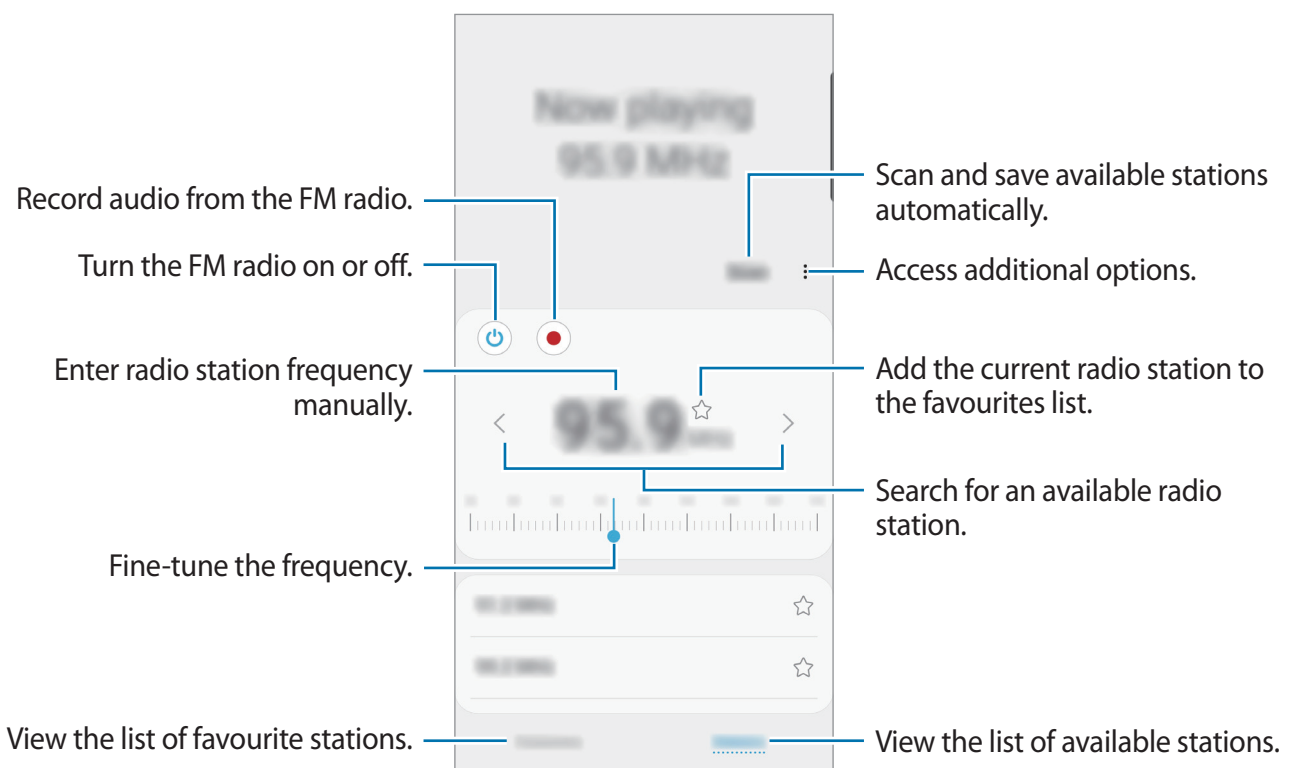 Now playing
95.9 MHz
Record audio from the FM radio.
Scan and save available stations
automatically.
Turn the FM radio on or off.
Scan
Access additional options.
Enter radio station frequency
manually.
Add the current radio station to
the favourites list.
95.9 MHz
Search for an available radio
station.
Fine-tune the frequency.
View the list of favourite stations.
View the list of available stations.